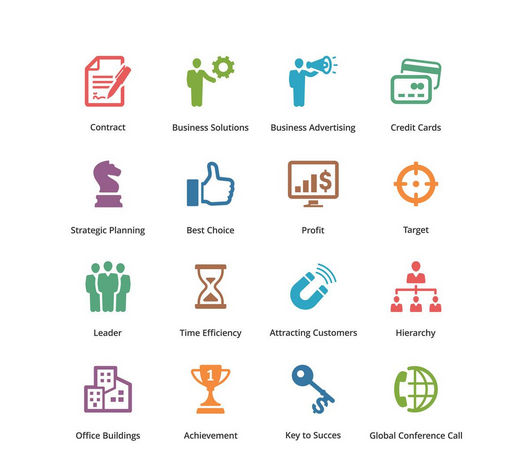 Contract
Business Solutions
Business Advertising
Credit Cards
$
Strategic Planning
Best Choice
Profit
Target
Leader
Time Efficiency
Attracting Customers
Hierarchy
1
$
Office Buildings
Achievement
Key to Succes
Global Conference Call